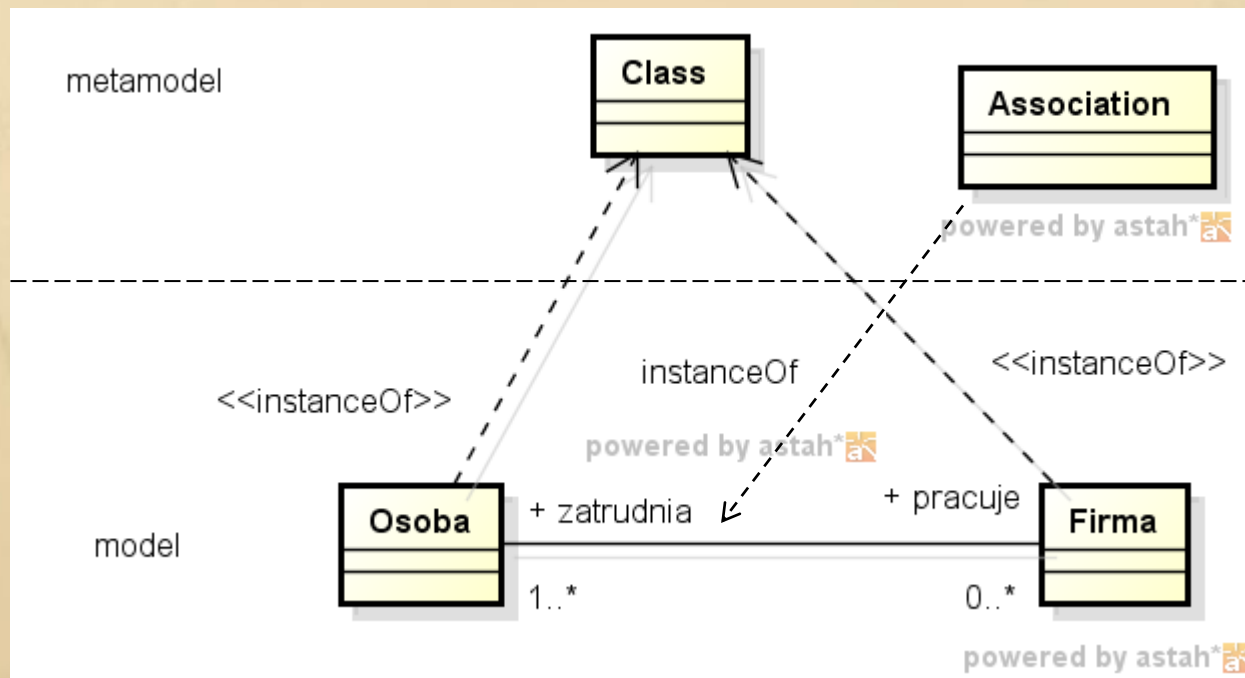 metamodel
Class
Association
powered by astah*
<<instanceOf>>
instanceOf
<<instanceOf>>
powered by astah*
model
Osoba
+ zatrudnia
+ pracuje
Firma
1..*
0..*
powered by astah*